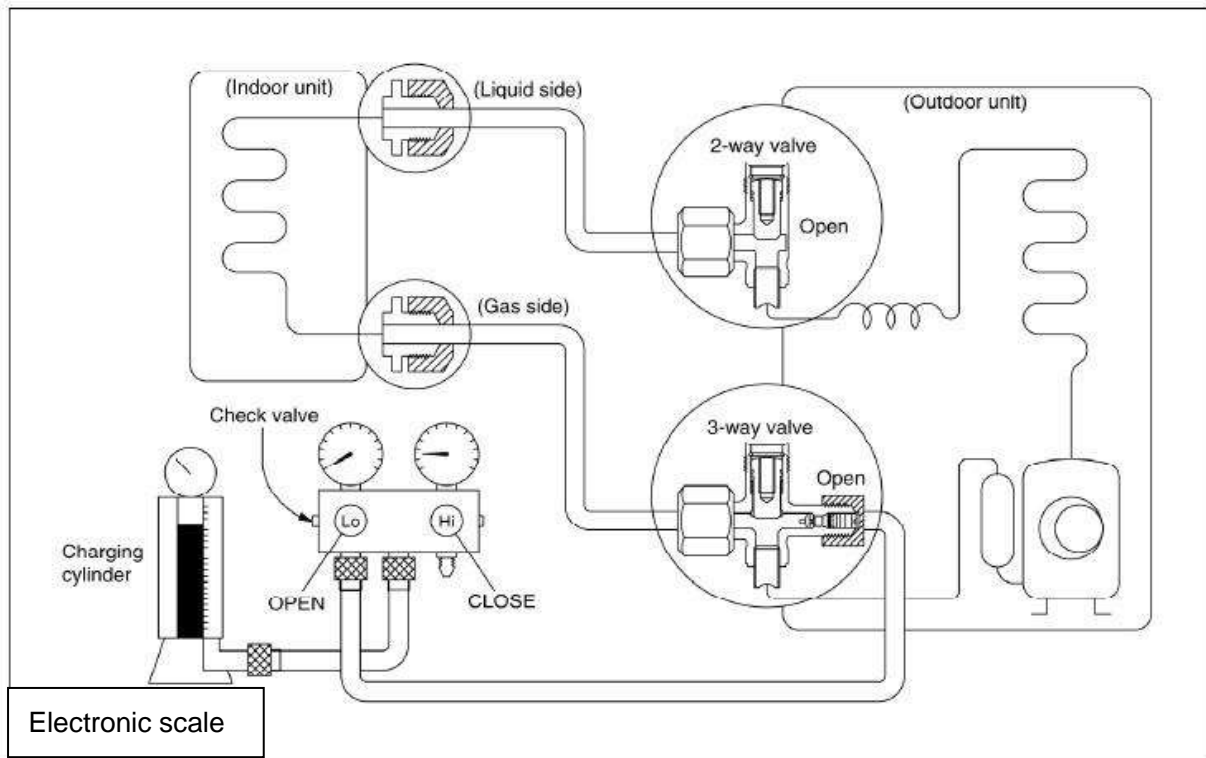 (Indoor unit)
(Liquid side)
(Outdoor unit)
2-way valve
Open
(Gas side)
Check valve
3-way valve
Open
Lo
Hi
Charging
cylinder
OPEN
CLOSE
Electronic scale